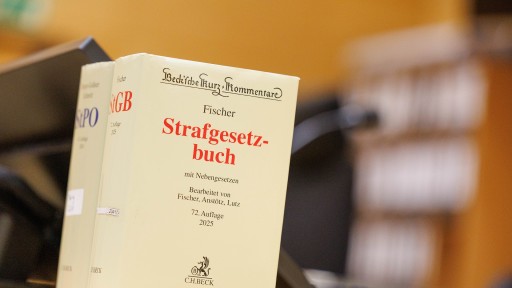 Beck'sche Kurz-Kommentare
Fischer
Strafgesetz-
buch
mit Nebengesetzen
Bearbeitet von
Fischer, Anstötz, Lutz
72. Auflage
2025
C.H.BECK
Fischer
StGB
StPO